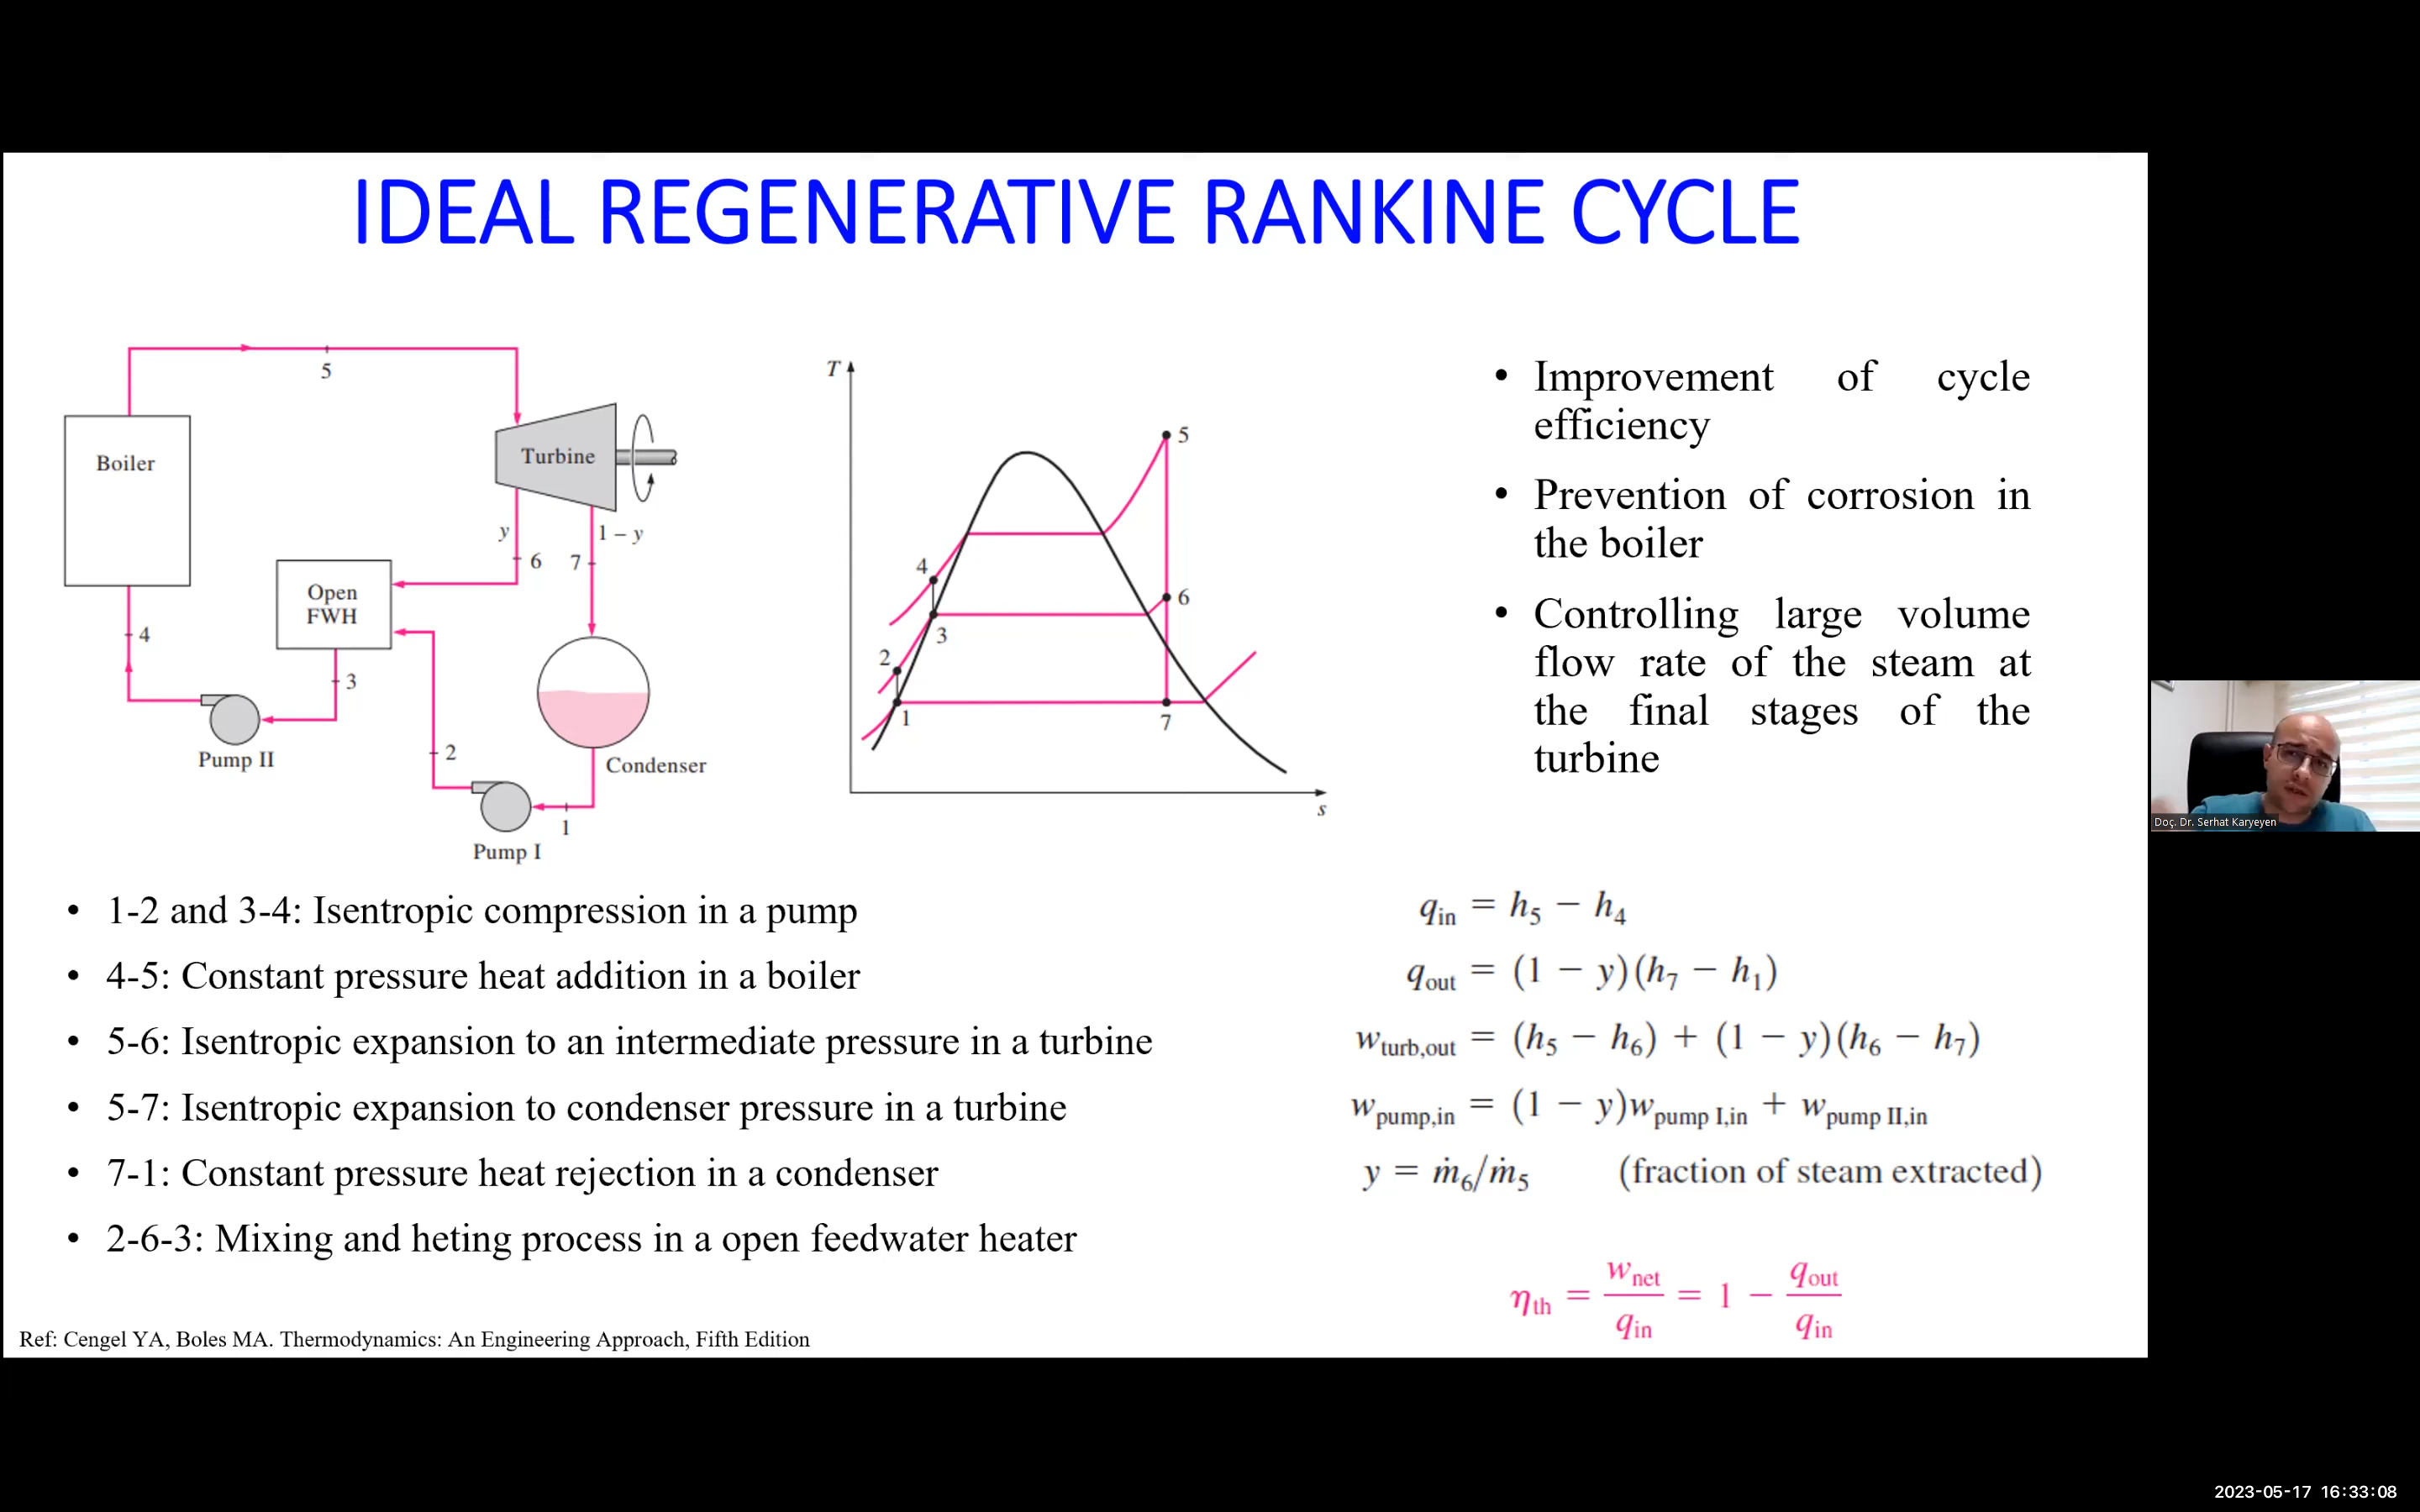 IDEAL REGENERATIVE RANKINE CYCLE
5
Boiler
Turbine
y
1 – y
6
7
Open
FWH
4
3
2
Pump II
Condenser
1
Pump I
T
5
4
6
3
2
1
7
s
• Improvement of cycle
efficiency
• Prevention of corrosion in
the boiler
• Controlling large volume
flow rate of the steam at
the final stages of the
turbine
Doç. Dr. Serhat Karyeyen
• 1-2 and 3-4: Isentropic compression in a pump
• 4-5: Constant pressure heat addition in a boiler
• 5-6: Isentropic expansion to an intermediate pressure in a turbine
• 5-7: Isentropic expansion to condenser pressure in a turbine
• 7-1: Constant pressure heat rejection in a condenser
• 2-6-3: Mixing and heting process in a open feedwater heater
q_in = h_5 − h_4
q_out = (1 − y)(h_7 − h_1)
w_turb,out = (h_5 − h_6) + (1 − y)(h_6 − h_7)
w_pump,in = (1 − y)w_pump I,in + w_pump II,in
y = ṁ_6/ṁ_5 (fraction of steam extracted)
η_th = w_net/q_in = 1 − q_out/q_in
Ref: Cengel YA, Boles MA. Thermodynamics: An Engineering Approach, Fifth Edition
2023-05-17 16:33:08